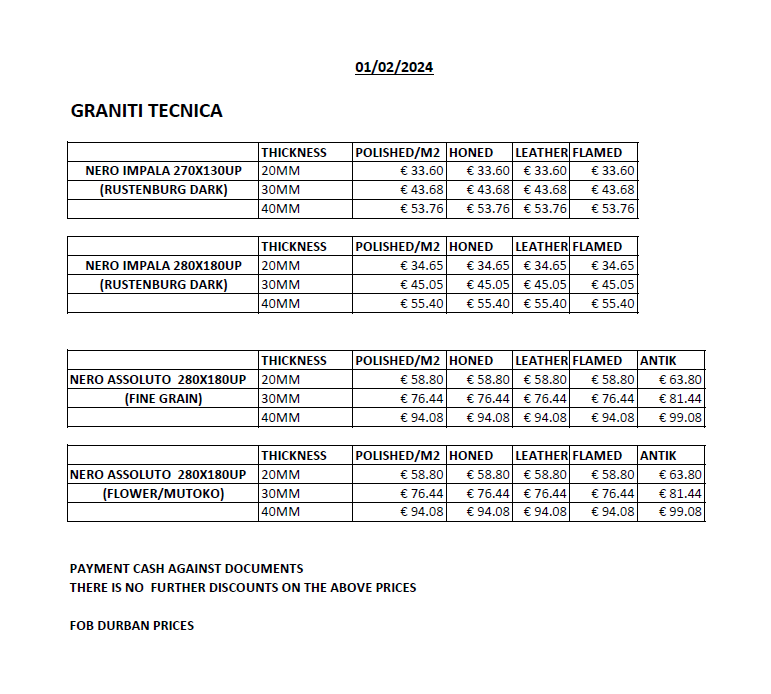 01/02/2024
GRANITI TECNICA
THICKNESS POLISHED/M2 HONED LEATHER FLAMED
NERO IMPALA 270X130UP 20MM € 33.60 € 33.60 € 33.60 € 33.60
(RUSTENBURG DARK) 30MM € 43.68 € 43.68 € 43.68 € 43.68
40MM € 53.76 € 53.76 € 53.76 € 53.76
THICKNESS POLISHED/M2 HONED LEATHER FLAMED
NERO IMPALA 280X180UP 20MM € 34.65 € 34.65 € 34.65 € 34.65
(RUSTENBURG DARK) 30MM € 45.05 € 45.05 € 45.05 € 45.05
40MM € 55.40 € 55.40 € 55.40 € 55.40
THICKNESS POLISHED/M2 HONED LEATHER FLAMED ANTIK
NERO ASSOLUTO 280X180UP 20MM € 58.80 € 58.80 € 58.80 € 58.80 € 63.80
(FINE GRAIN) 30MM € 76.44 € 76.44 € 76.44 € 76.44 € 81.44
40MM € 94.08 € 94.08 € 94.08 € 94.08 € 99.08
THICKNESS POLISHED/M2 HONED LEATHER FLAMED ANTIK
NERO ASSOLUTO 280X180UP 20MM € 58.80 € 58.80 € 58.80 € 58.80 € 63.80
(FLOWER/MUTOKO) 30MM € 76.44 € 76.44 € 76.44 € 76.44 € 81.44
40MM € 94.08 € 94.08 € 94.08 € 94.08 € 99.08
PAYMENT CASH AGAINST DOCUMENTS
THERE IS NO FURTHER DISCOUNTS ON THE ABOVE PRICES
FOB DURBAN PRICES